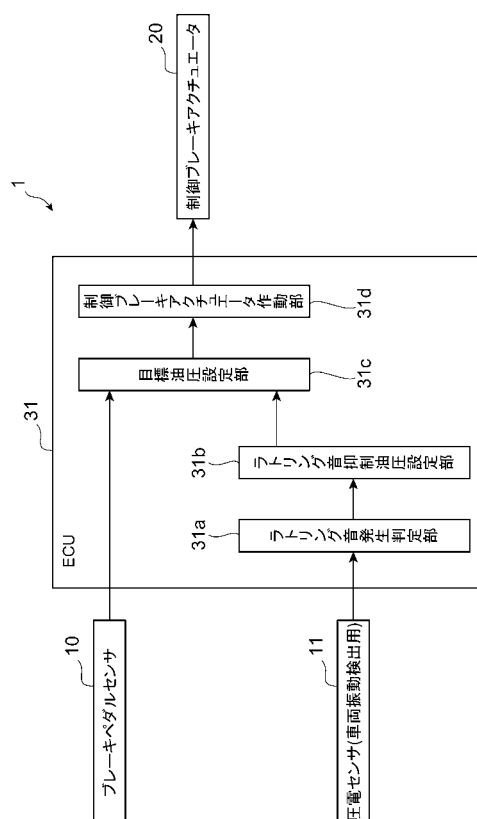 1
10
ブレーキペダルセンサ
11
圧電センサ(車両振動検出用)
31
ECU
31a
ラトリング音発生判定部
31b
ラトリング音抑制油圧設定部
目標油圧設定部
31c
制御ブレーキアクチュエータ作動部
31d
20
制御ブレーキアクチュエータ